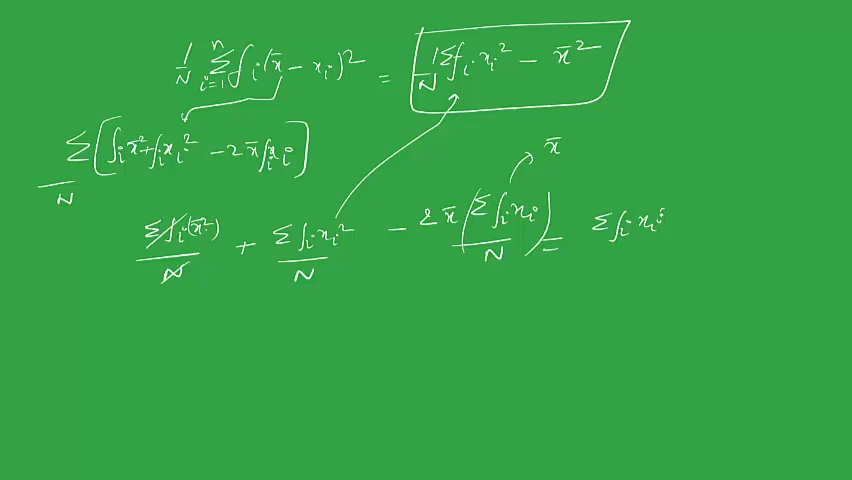 1/N Σ_{i=1}^{n} f_i (x̄ − x_i)² = 1/N Σ f_i x_i² − x̄²
Σ [f_i x̄² + f_i x_i² − 2 x̄ f_i x_i] / N
x̄
Σ f_i (x̄²) / N + Σ f_i x_i² / N − 2 x̄ (Σ f_i x_i / N) = Σ f_i x_i